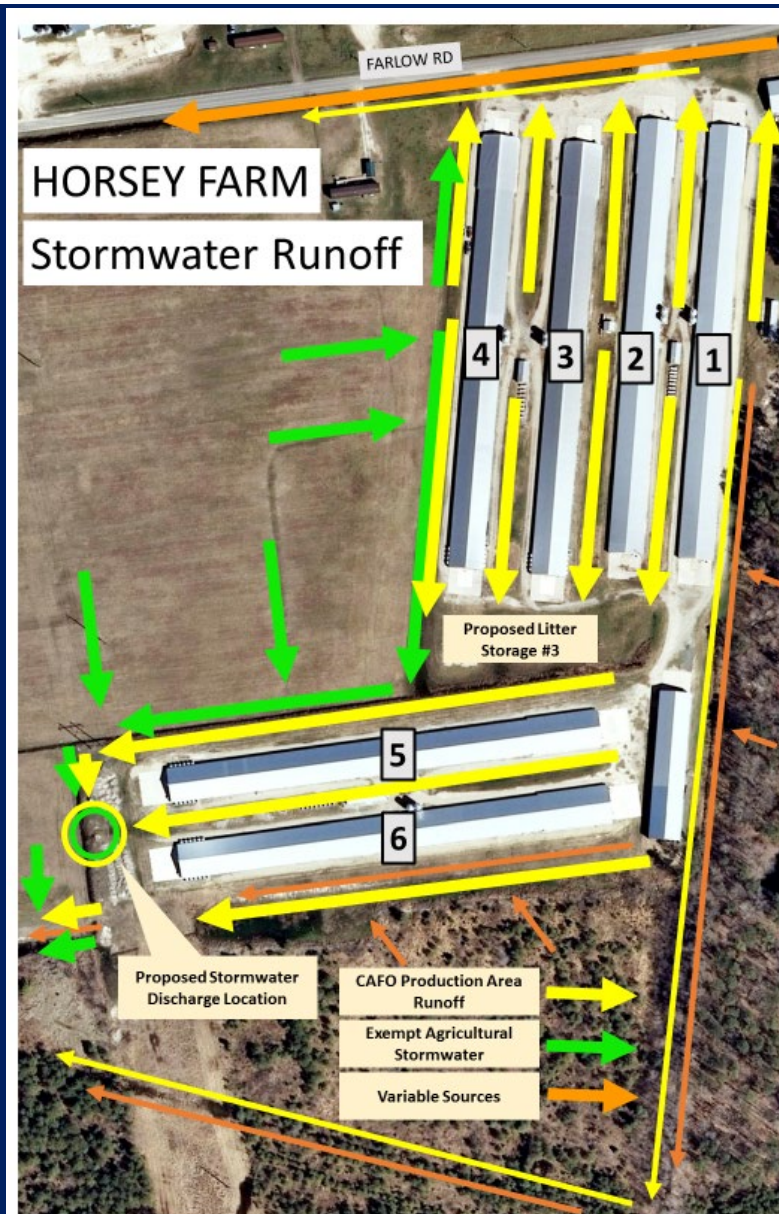 FARLOW RD
HORSEY FARM
Stormwater Runoff
4
3
2
1
Proposed Litter
Storage #3
5
6
Proposed Stormwater
Discharge Location
CAFO Production Area
Runoff
Exempt Agricultural
Stormwater
Variable Sources